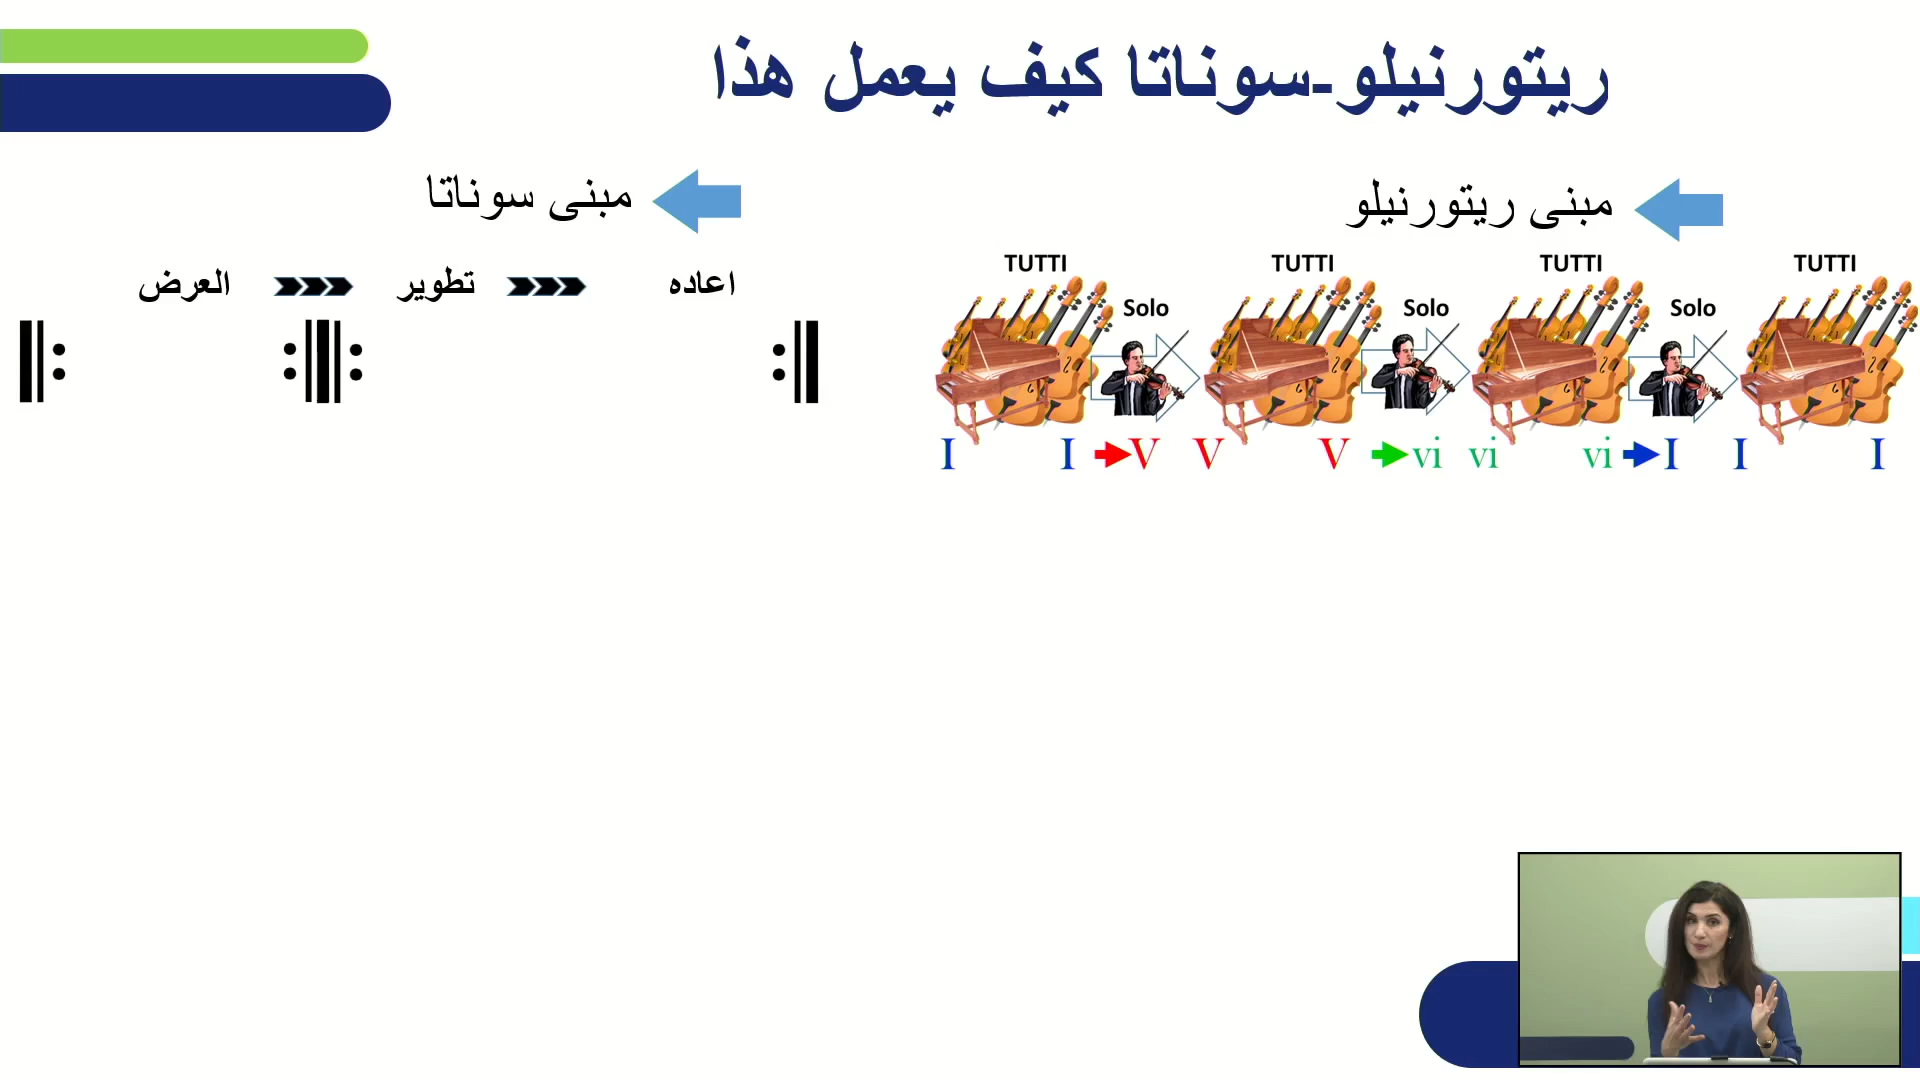 ريتورنيلو-سوناتا كيف يعمل هذا
مبنى ريتورنيلو
مبنى سوناتا
TUTTI Solo TUTTI Solo TUTTI Solo TUTTI
I I V V V vi vi vi I I I
العرض تطوير اعاده